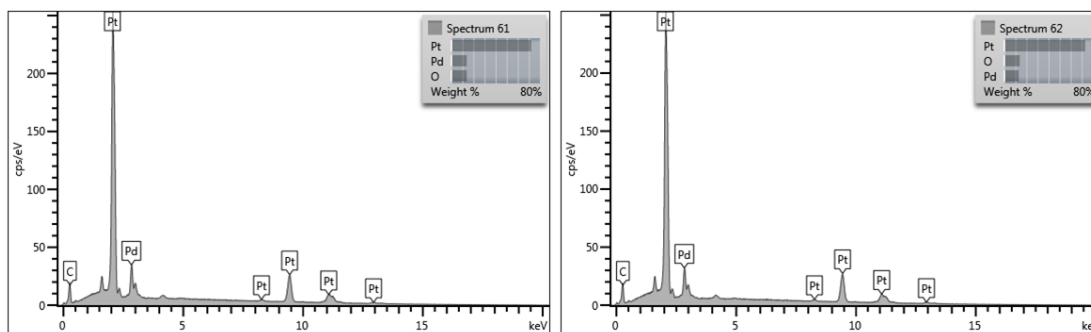 Pt
Spectrum 61
Pt
Pd
O
Weight % 80%
200
150
cps/eV
100
50
Pd
C
Pt
Pt
Pt
Pt
0
0 5 10 15 keV
Pt
Spectrum 62
Pt
O
Pd
Weight % 80%
200
150
cps/eV
100
50
Pd
C
Pt
Pt
Pt
Pt
0
0 5 10 15